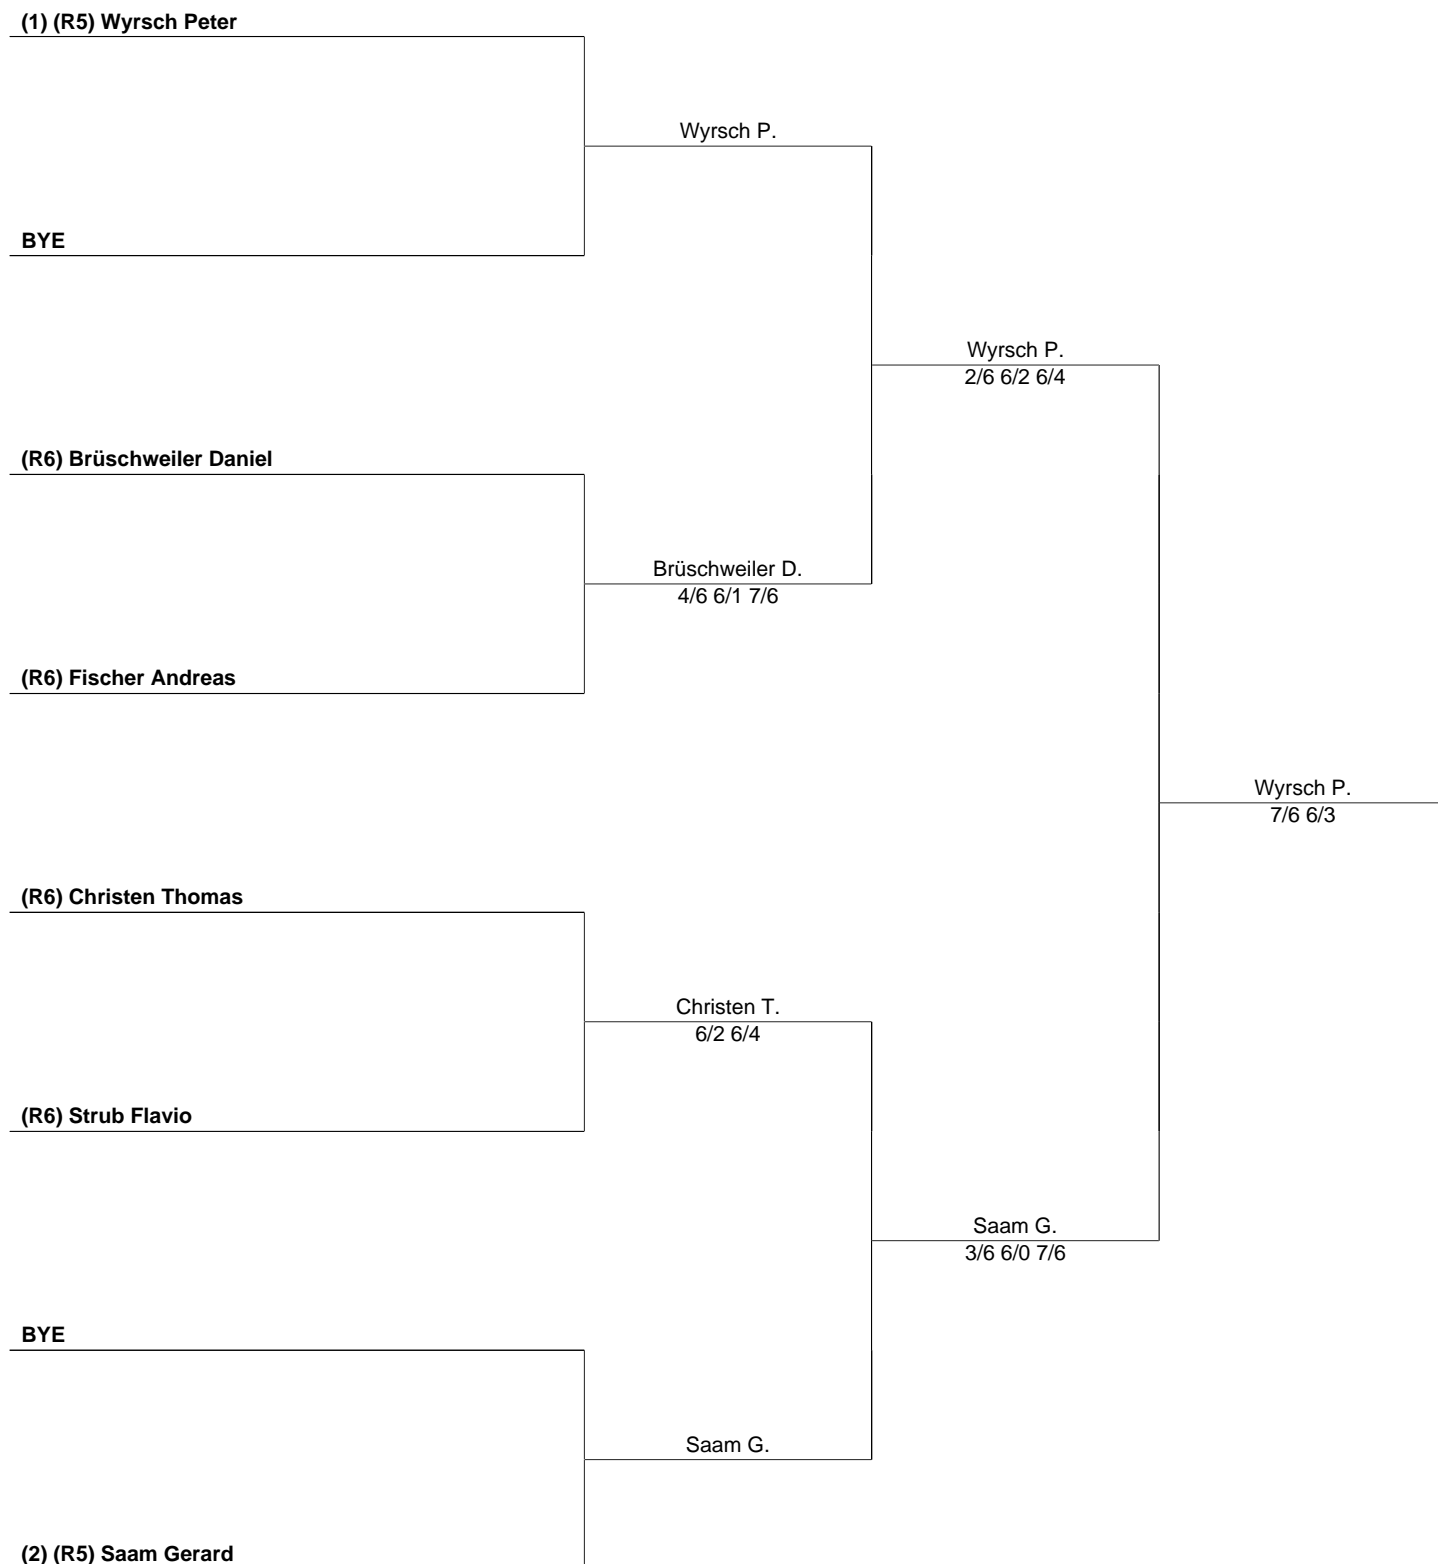 (1) (R5) Wyrsch Peter
Wyrsch P.
BYE
Wyrsch P.
2/6 6/2 6/4
(R6) Brüschweiler Daniel
Brüschweiler D.
4/6 6/1 7/6
(R6) Fischer Andreas
Wyrsch P.
7/6 6/3
(R6) Christen Thomas
Christen T.
6/2 6/4
(R6) Strub Flavio
Saam G.
3/6 6/0 7/6
BYE
Saam G.
(2) (R5) Saam Gerard